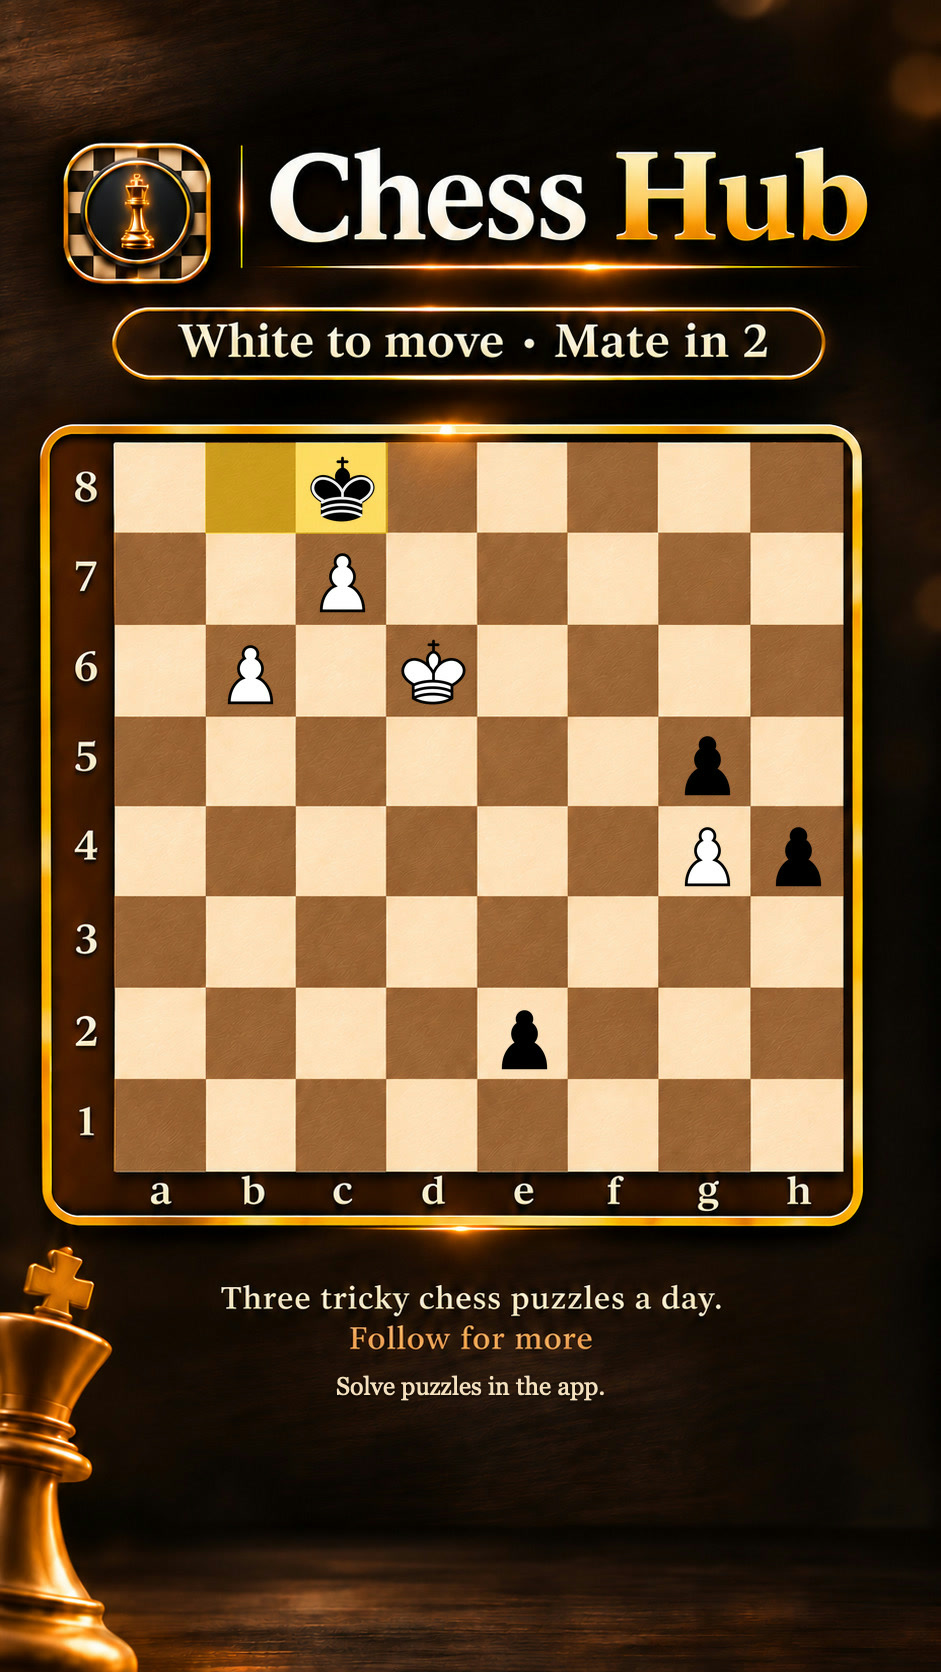 Chess Hub
White to move • Mate in 2
8
7
6
5
4
3
2
1
a b c d e f g h
Three tricky chess puzzles a day.
Follow for more
Solve puzzles in the app.